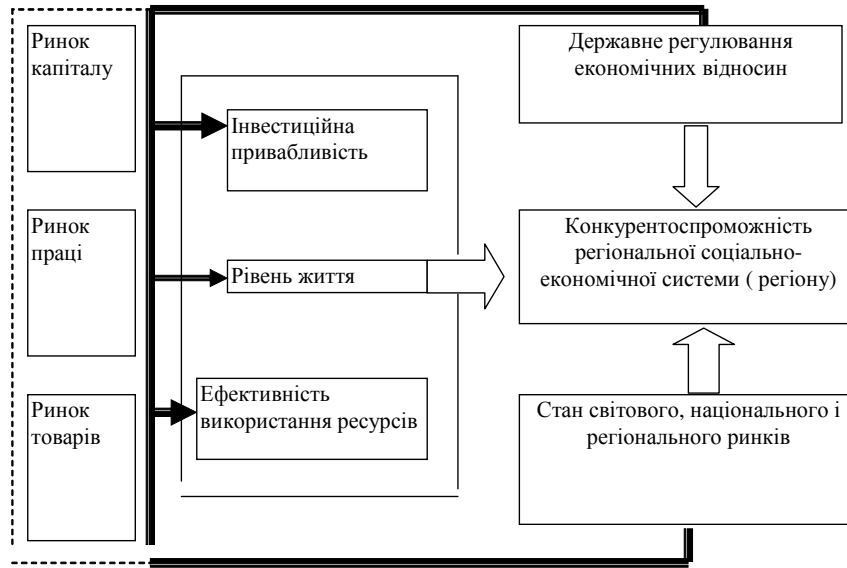 Ринок
капіталу
Ринок
праці
Ринок
товарів
Інвестиційна
привабливість
Рівень життя
Ефективність
використання ресурсів
Державне регулювання
економічних відносин
Конкурентоспроможність
регіональної соціально-
економічної системи ( регіону)
Стан світового, національного і
регіонального ринків